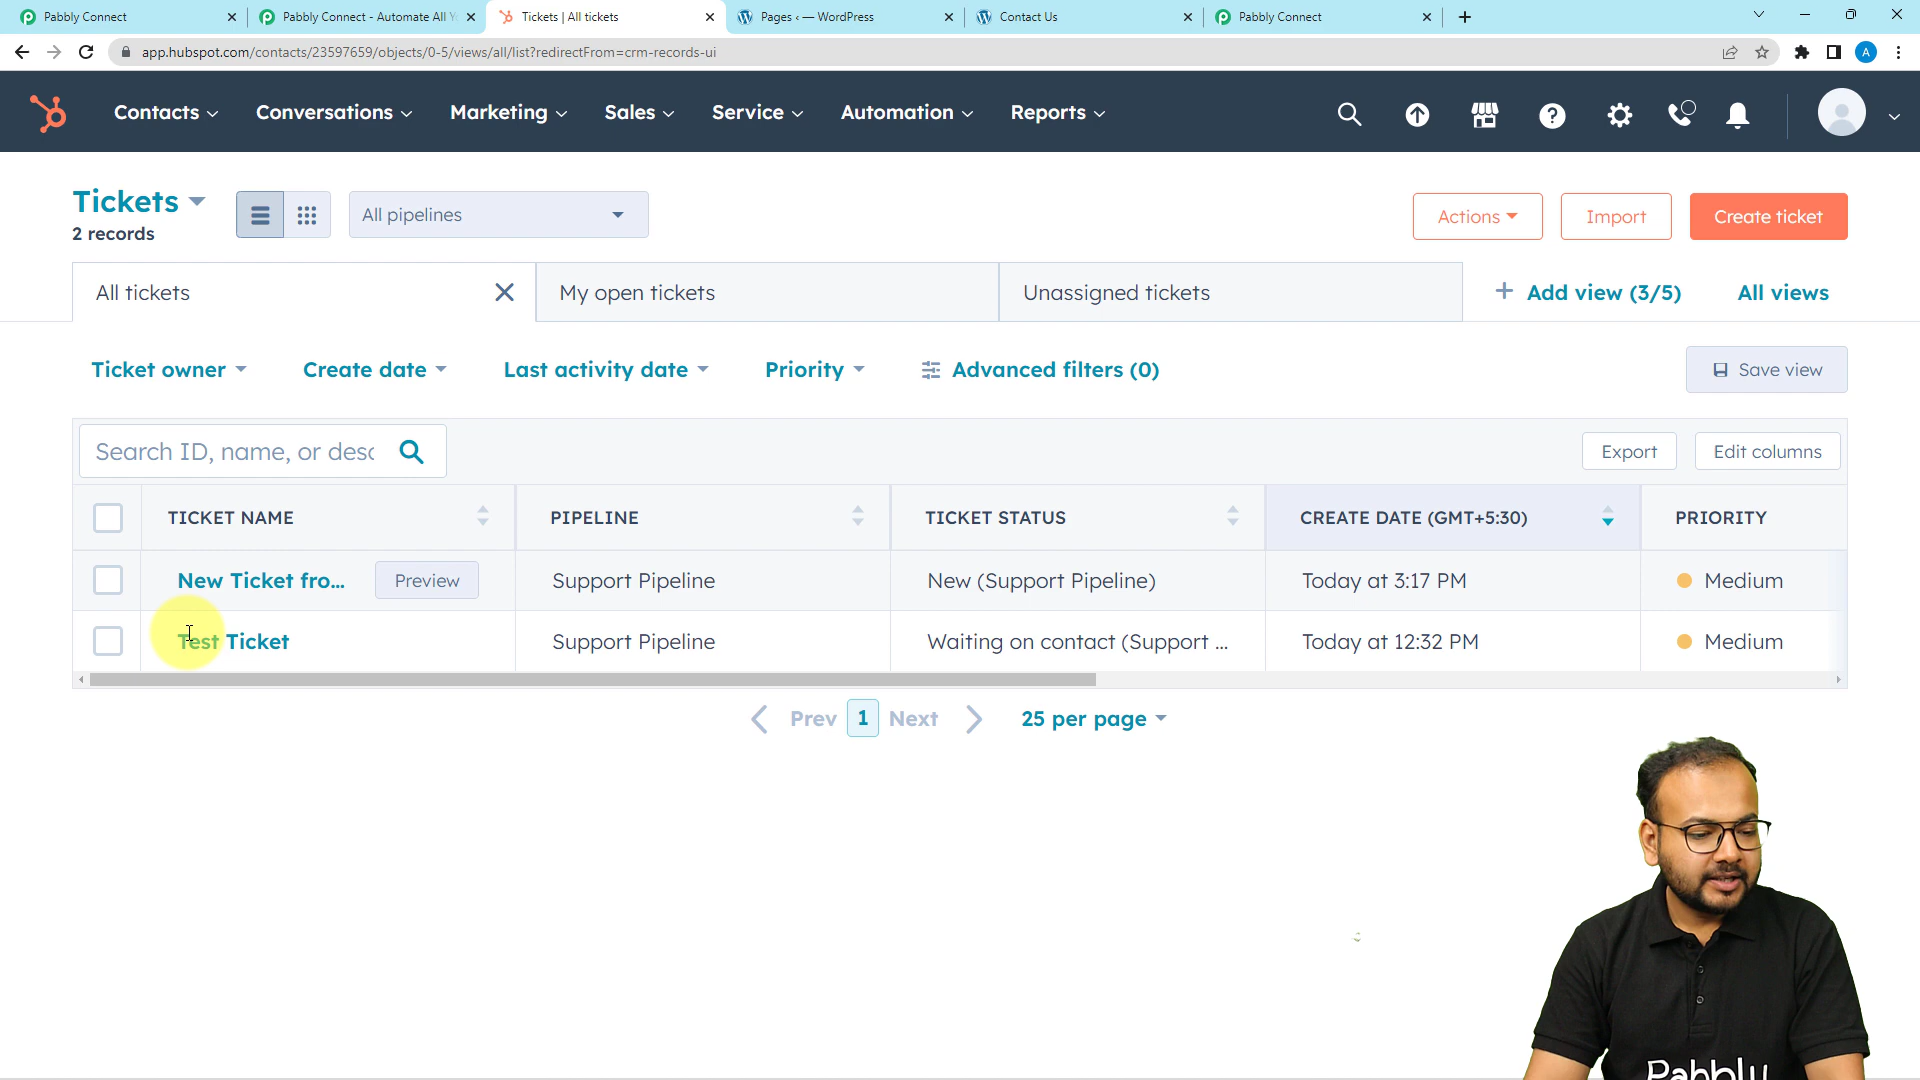 Pabbly Connect
Pabbly Connect - Automate All Y
Tickets | All tickets
Pages ‹ — WordPress
Contact Us
Pabbly Connect
app.hubspot.com/contacts/23597659/objects/0-5/views/all/list?redirectFrom=crm-records-ui
A
Contacts
Conversations
Marketing
Sales
Service
Automation
Reports
Tickets
2 records
All pipelines
Actions
Import
Create ticket
All tickets
My open tickets
Unassigned tickets
+ Add view (3/5)
All views
Ticket owner
Create date
Last activity date
Priority
Advanced filters (0)
Save view
Search ID, name, or desc
Export
Edit columns
TICKET NAME
PIPELINE
TICKET STATUS
CREATE DATE (GMT+5:30)
PRIORITY
New Ticket fro...
Preview
Support Pipeline
New (Support Pipeline)
Today at 3:17 PM
Medium
Test Ticket
Support Pipeline
Waiting on contact (Support ...
Today at 12:32 PM
Medium
Prev
1
Next
25 per page
Pabbly